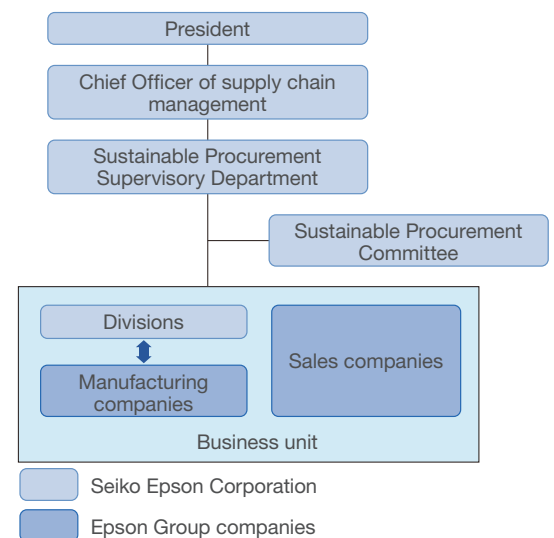 President
Chief Officer of supply chain
management
Sustainable Procurement
Supervisory Department
Sustainable Procurement
Committee
Divisions
Manufacturing
companies
Sales companies
Business unit
Seiko Epson Corporation
Epson Group companies